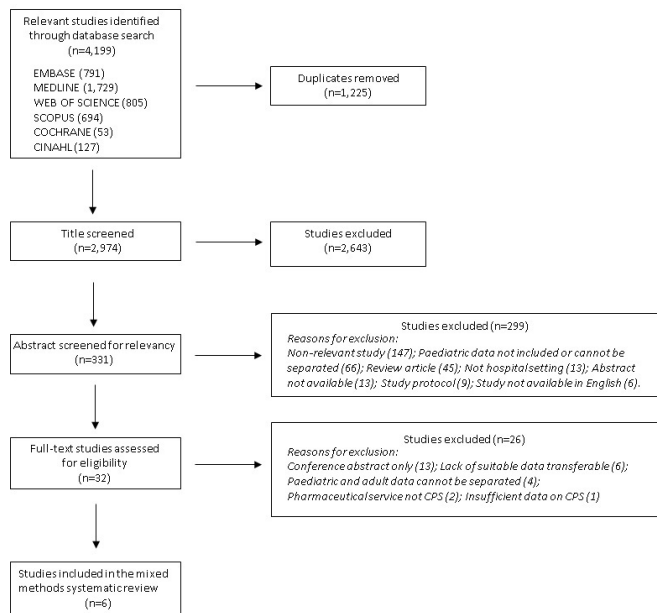 Relevant studies identified
through database search
(n=4,199)
EMBASE (791)
MEDLINE (1,729)
WEB OF SCIENCE (805)
SCOPUS (694)
COCHRANE (53)
CINAHL (127)
Duplicates removed
(n=1,225)
Title screened
(n=2,974)
Studies excluded
(n=2,643)
Abstract screened for relevancy
(n=331)
Studies excluded (n=299)
Reasons for exclusion:
Non-relevant study (147); Paediatric data not included or cannot be
separated (66); Review article (45); Not hospital setting (13); Abstract
not available (13); Study protocol (9); Study not available in English (6).
Full-text studies assessed
for eligibility
(n=32)
Studies excluded (n=26)
Reasons for exclusion:
Conference abstract only (13); Lack of suitable data transferable (6);
Paediatric and adult data cannot be separated (4);
Pharmaceutical service not CPS (2); Insufficient data on CPS (1)
Studies included in the mixed
methods systematic review
(n=6)